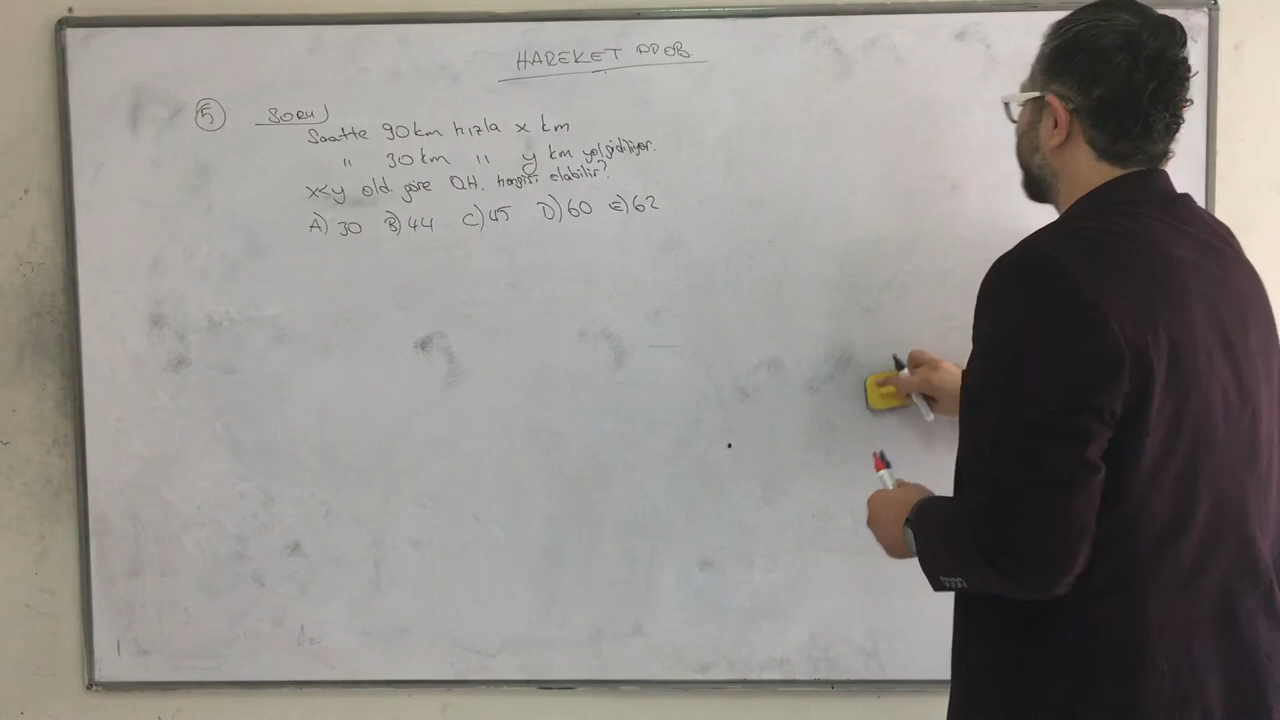 HAREKET PROB
5 SORU
Saatte 90km hızla x km
" 30km " y km yol gidiliyor.
x<y old. göre O.H. hangisi olabilir?
A) 30 B) 44 C) 45 D) 60 E) 62